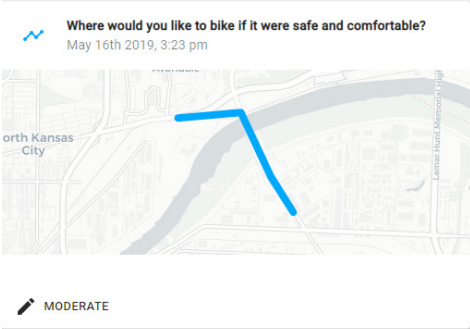 Where would you like to bike if it were safe and comfortable?
May 16th 2019, 3:23 pm
Avondale
orth Kansas
City
Lamar Hunt Memorial High
MODERATE